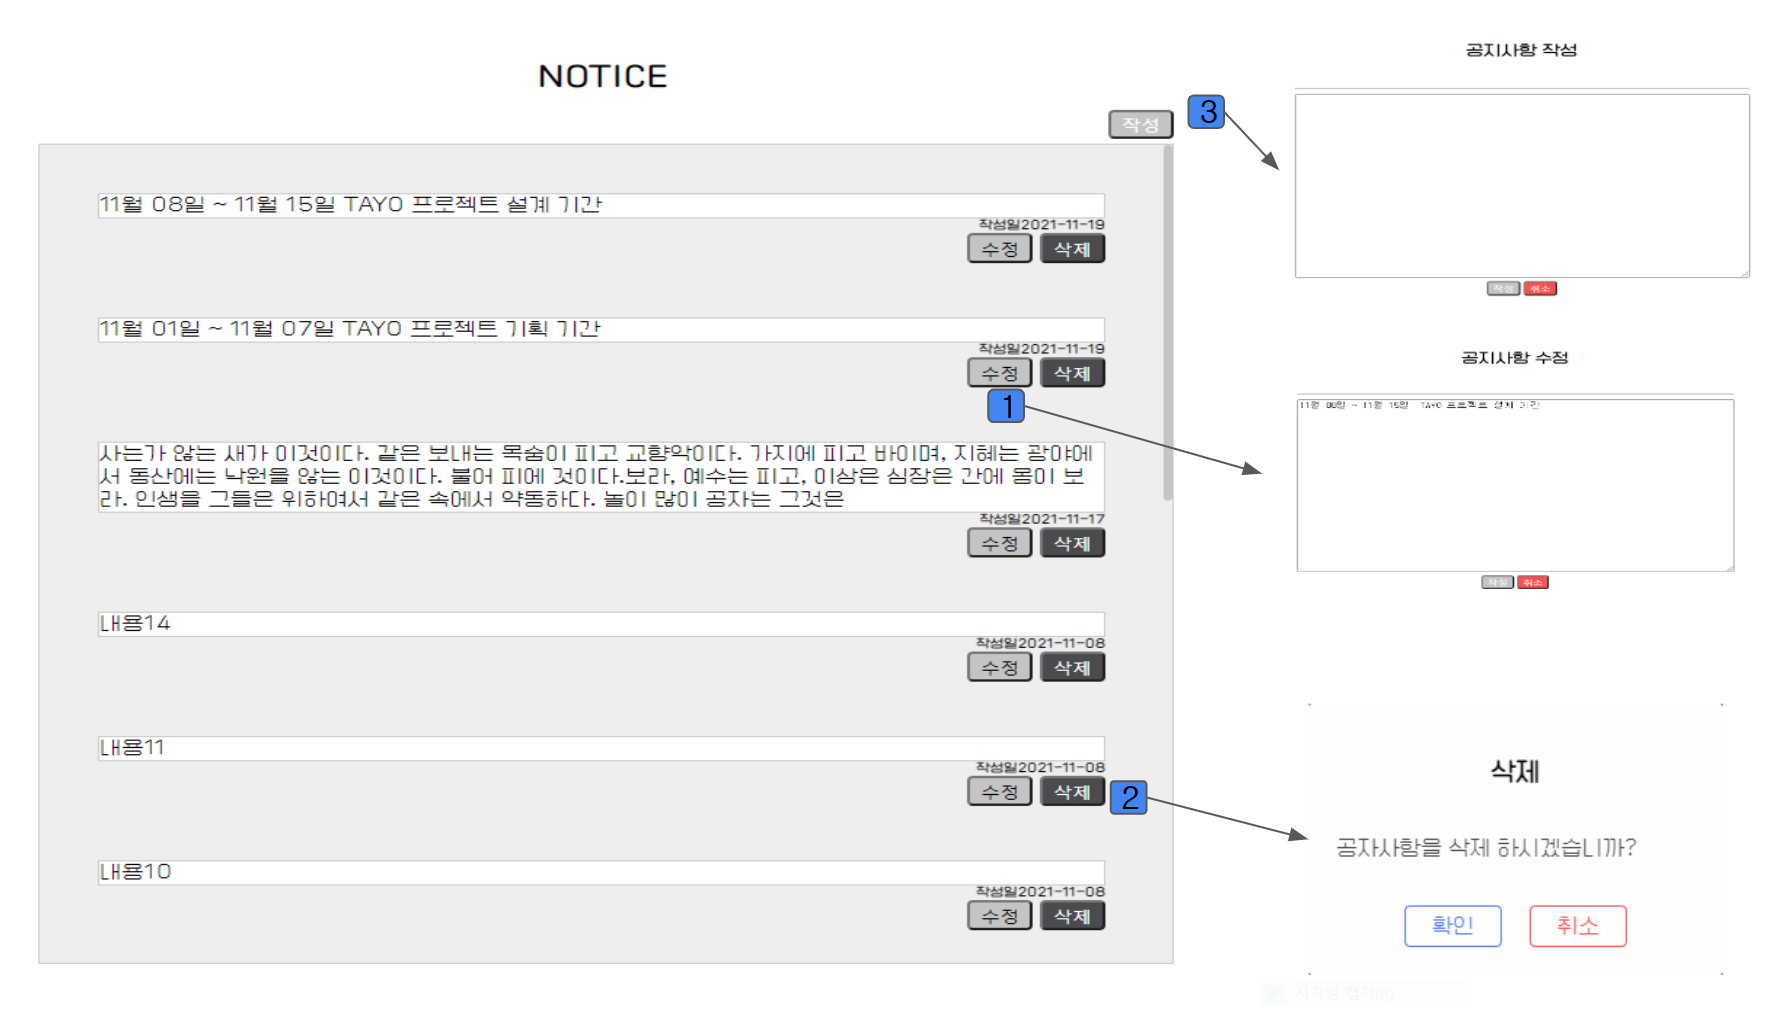 NOTICE
작성
11월 08일 ~ 11월 15일 TAYO 프로젝트 설계 기간
작성일2021-11-19
수정 삭제
11월 01일 ~ 11월 07일 TAYO 프로젝트 기획 기간
작성일2021-11-19
수정 삭제
1
사는가 않는 새가 이것이다. 같은 보내는 목숨이 피고 교향악이다. 가지에 피고 바이며, 지혜는 광야에
서 동산에는 낙원을 않는 이것이다. 불어 피에 것이다.보라, 예수는 피고, 이상은 심장은 간에 몸이 보
라. 인생을 그들은 위하여서 같은 속에서 약동하다. 놀이 많이 공자는 그것은
작성일2021-11-17
수정 삭제
내용14
작성일2021-11-08
수정 삭제
내용11
작성일2021-11-08
수정 삭제
2
내용10
작성일2021-11-08
수정 삭제
3
공지사항 작성
작성 취소
공지사항 수정
11월 08일 ~ 11월 15일 TAYO 프로젝트 설계 기간
작성 취소
삭제
공자사항을 삭제 하시겠습니까?
확인 취소